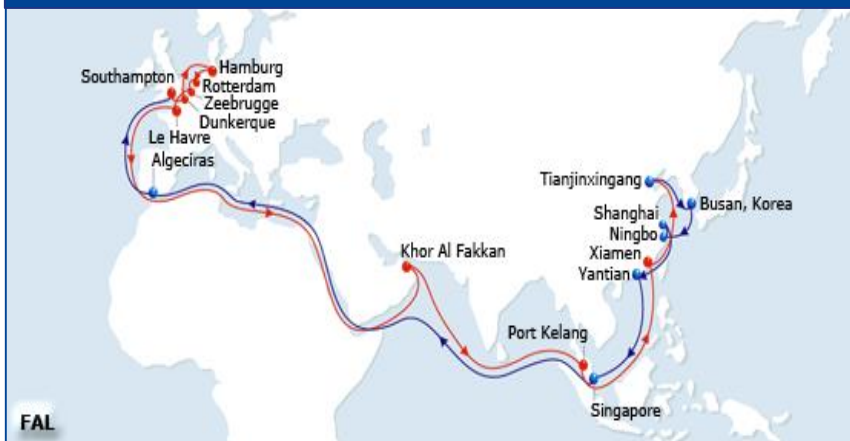 Southampton
Hamburg
Rotterdam
Zeebrugge
Dunkerque
Le Havre
Algeciras
Tianjinxingang
Busan, Korea
Shanghai
Ningbo
Xiamen
Yantian
Khor Al Fakkan
Port Kelang
Singapore
FAL